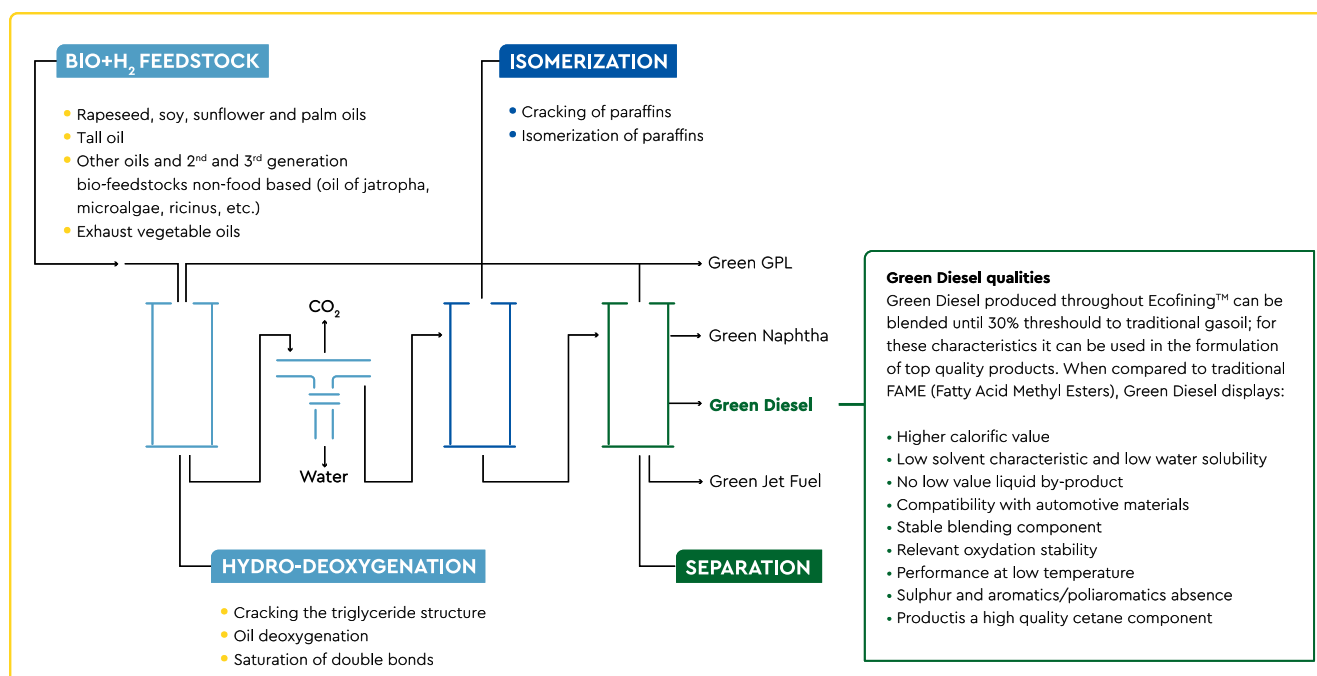 BIO+H₂ FEEDSTOCK
• Rapeseed, soy, sunflower and palm oils
• Tall oil
• Other oils and 2nd and 3rd generation
bio-feedstocks non-food based (oil of jatropha,
microalgae, ricinus, etc.)
• Exhaust vegetable oils
ISOMERIZATION
• Cracking of paraffins
• Isomerization of paraffins
CO₂
Water
Green GPL
Green Naphtha
Green Diesel
Green Jet Fuel
HYDRO-DEOXYGENATION
• Cracking the triglyceride structure
• Oil deoxygenation
• Saturation of double bonds
SEPARATION
Green Diesel qualities
Green Diesel produced throughout Ecofining™ can be
blended until 30% threshould to traditional gasoil; for
these characteristics it can be used in the formulation
of top quality products. When compared to traditional
FAME (Fatty Acid Methyl Esters), Green Diesel displays:
• Higher calorific value
• Low solvent characteristic and low water solubility
• No low value liquid by-product
• Compatibility with automotive materials
• Stable blending component
• Relevant oxydation stability
• Performance at low temperature
• Sulphur and aromatics/poliaromatics absence
• Productis a high quality cetane component